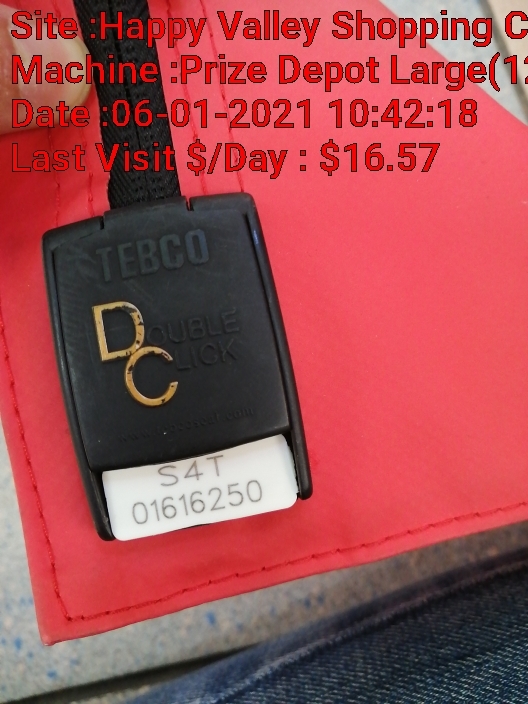 Site :Happy Valley Shopping C
Machine :Prize Depot Large(12
Date :06-01-2021 10:42:18
Last Visit $/Day : $16.57
TEBCO
DOUBLE
CLICK
S4T
01616250